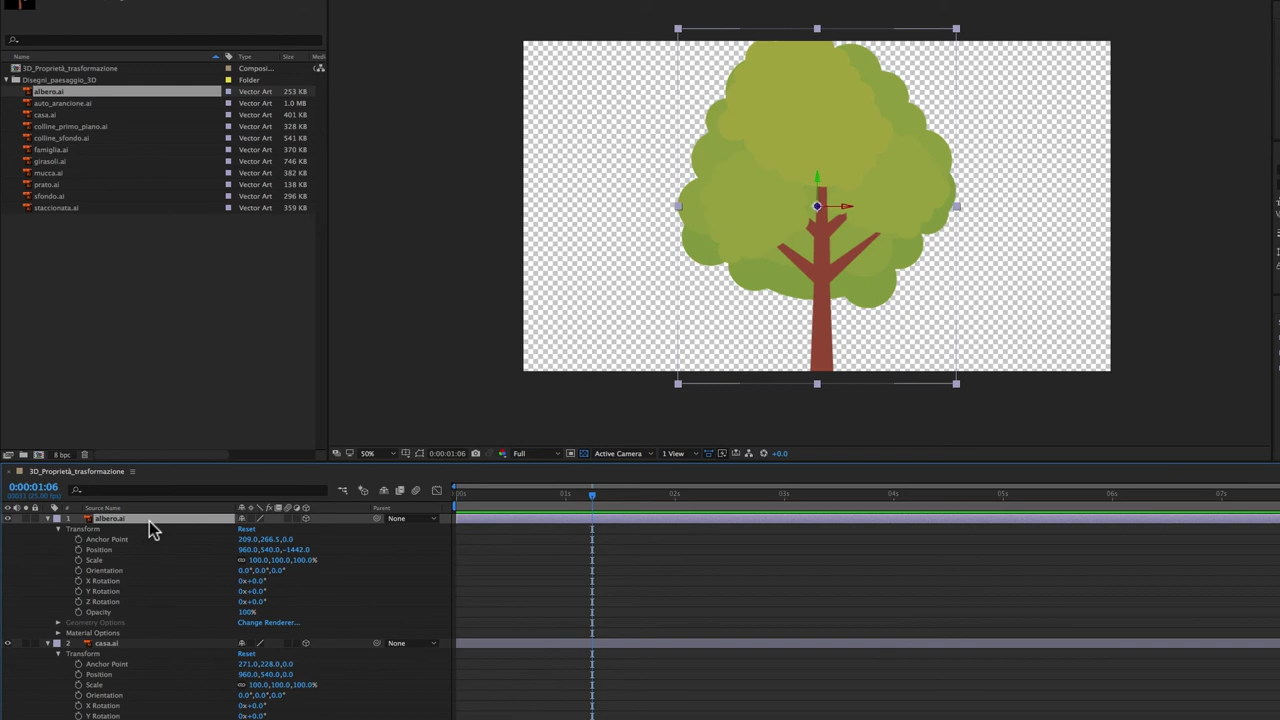 Name Type Size Frame R...
3D_Proprietà_trasformazione Composi...
Disegni_paesaggio_3D Folder
albero.ai Vector Art 253 KB
auto_arancione.ai Vector Art 1.0 MB
casa.ai Vector Art 401 KB
colline_primo_piano.ai Vector Art 328 KB
colline_sfondo.ai Vector Art 541 KB
famiglia.ai Vector Art 370 KB
girasoli.ai Vector Art 746 KB
mucca.ai Vector Art 382 KB
prato.ai Vector Art 138 KB
sfondo.ai Vector Art 296 KB
staccionata.ai Vector Art 359 KB
8 bpc
50% 0:00:01:06 Full Active Camera 1 View +0.0
3D_Proprietà_trasformazione
0:00:01:06
00031 (25.00 fps)
:00s 01s 02s 03s 04s 05s 06s 07s
# Source Name Parent
1 albero.ai None
Transform Reset
Anchor Point 209.0,266.5,0.0
Position 960.0,540.0,-1442.0
Scale 100.0,100.0,100.0%
Orientation 0.0°,0.0°,0.0°
X Rotation 0x+0.0°
Y Rotation 0x+0.0°
Z Rotation 0x+0.0°
Opacity 100%
Geometry Options Change Renderer...
Material Options
2 casa.ai None
Transform Reset
Anchor Point 271.0,228.0,0.0
Position 960.0,540.0,0.0
Scale 100.0,100.0,100.0%
Orientation 0.0°,0.0°,0.0°
X Rotation 0x+0.0°
Y Rotation 0x+0.0°